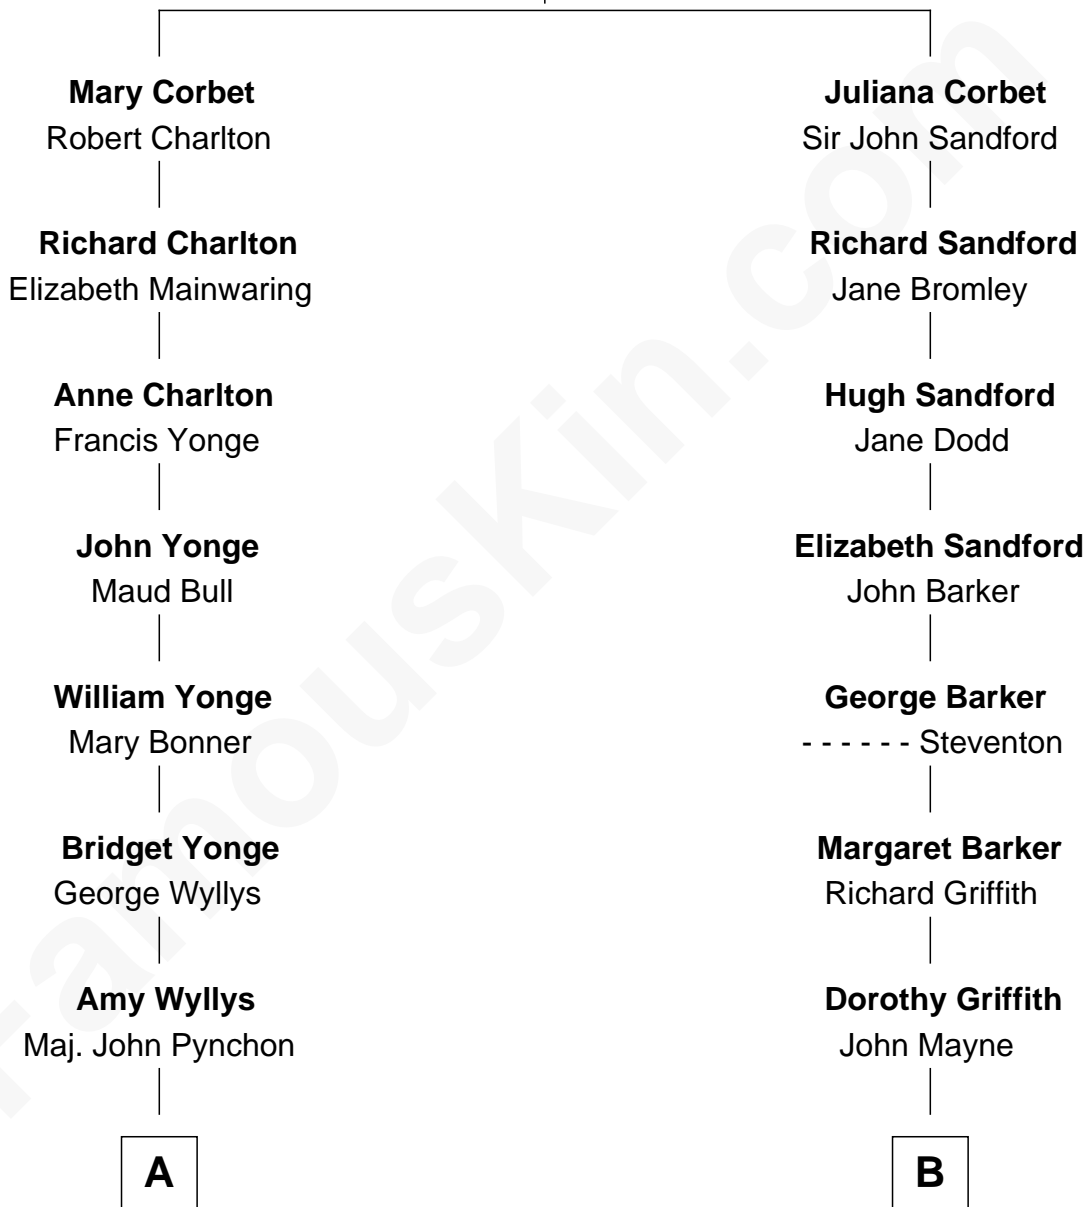 Mary Corbet
Robert Charlton
Richard Charlton
Elizabeth Mainwaring
Anne Charlton
Francis Yonge
John Yonge
Maud Bull
William Yonge
Mary Bonner
Bridget Yonge
George Wyllys
Amy Wyllys
Maj. John Pynchon
A
Juliana Corbet
Sir John Sandford
Richard Sandford
Jane Bromley
Hugh Sandford
Jane Dodd
Elizabeth Sandford
John Barker
George Barker
- - - - - - Steventon
Margaret Barker
Richard Griffith
Dorothy Griffith
John Mayne
B
FamousKin.com